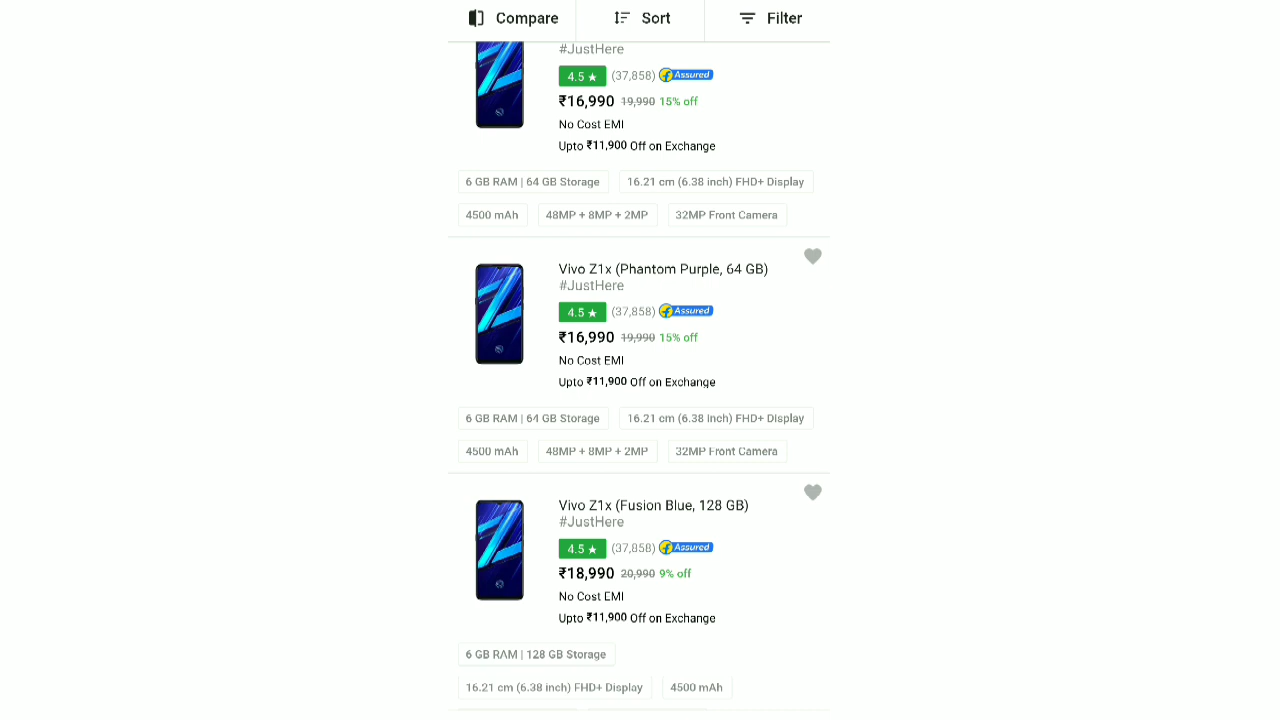 Compare Sort Filter
#JustHere
4.5 ★ (37,858) f Assured
₹16,990 19,990 15% off
No Cost EMI
Upto ₹11,900 Off on Exchange
6 GB RAM | 64 GB Storage 16.21 cm (6.38 inch) FHD+ Display
4500 mAh 48MP + 8MP + 2MP 32MP Front Camera
Vivo Z1x (Phantom Purple, 64 GB)
#JustHere
4.5 ★ (37,858) f Assured
₹16,990 19,990 15% off
No Cost EMI
Upto ₹11,900 Off on Exchange
6 GB RAM | 64 GB Storage 16.21 cm (6.38 inch) FHD+ Display
4500 mAh 48MP + 8MP + 2MP 32MP Front Camera
Vivo Z1x (Fusion Blue, 128 GB)
#JustHere
4.5 ★ (37,858) f Assured
₹18,990 20,990 9% off
No Cost EMI
Upto ₹11,900 Off on Exchange
6 GB RAM | 128 GB Storage
16.21 cm (6.38 inch) FHD+ Display 4500 mAh